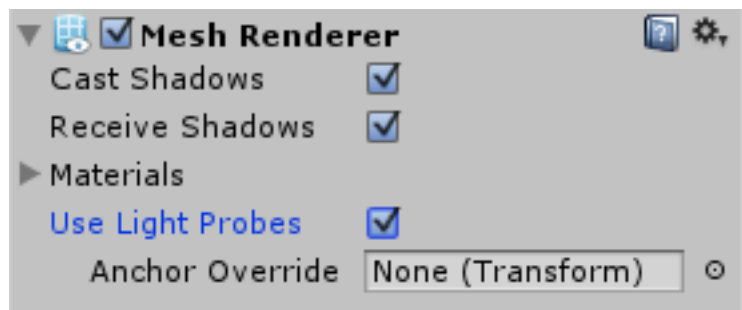 Mesh Renderer
Cast Shadows
Receive Shadows
Materials
Use Light Probes
Anchor Override None (Transform)